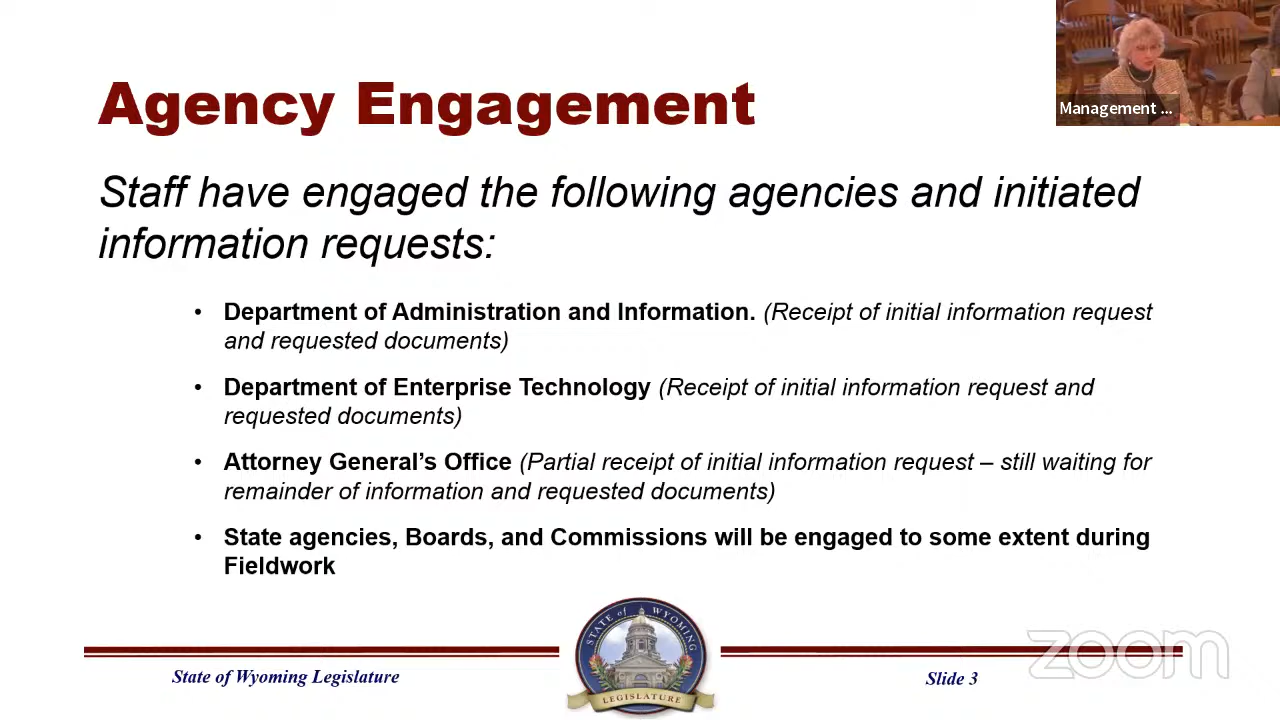 Agency Engagement
Management ...
Staff have engaged the following agencies and initiated
information requests:
• Department of Administration and Information. (Receipt of initial information request
and requested documents)
• Department of Enterprise Technology (Receipt of initial information request and
requested documents)
• Attorney General’s Office (Partial receipt of initial information request – still waiting for
remainder of information and requested documents)
• State agencies, Boards, and Commissions will be engaged to some extent during
Fieldwork
STATE of WYOMING
LEGISLATURE
State of Wyoming Legislature
Slide 3
zoom